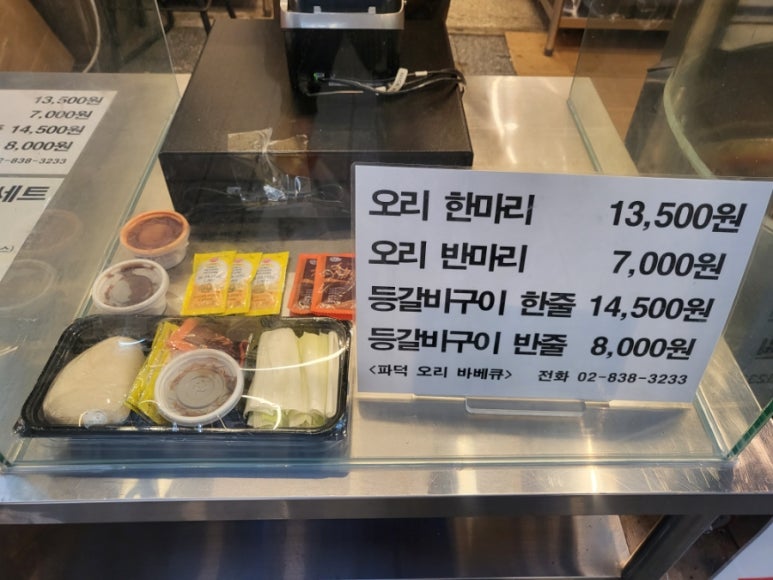 13,500원
7,000원
14,500원
8,000원
2-838-3233
세트
오리 한마리 13,500원
오리 반마리 7,000원
등갈비구이 한줄 14,500원
등갈비구이 반줄 8,000원
<파덕 오리 바베큐> 전화 02-838-3233